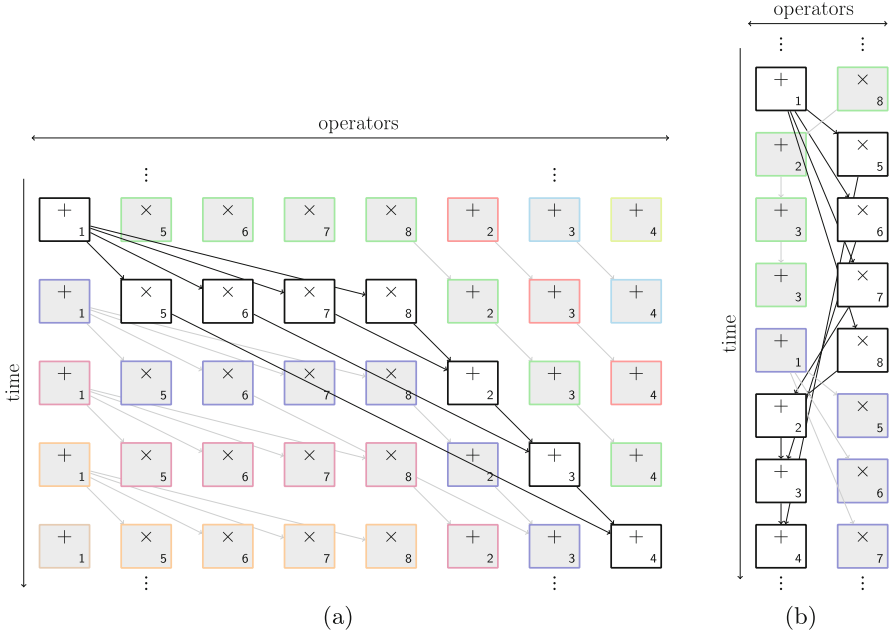 operators
⋮ ⋮
+ × × × × + + +
1 5 6 7 8 2 3 4
+ × × × × + + +
1 5 6 7 8 2 3 4
+ × × × × + + +
1 5 6 7 8 2 3 4
+ × × × × + + +
1 5 6 7 8 2 3 4
+ × × × × + + +
1 5 6 7 8 2 3 4
⋮ ⋮
time
(a)
operators
⋮ ⋮
+ ×
1 8
+ ×
2 5
+ ×
3 6
+ ×
3 7
+ ×
1 8
+ ×
2 5
+ ×
3 6
+ ×
4 7
⋮ ⋮
time
(b)